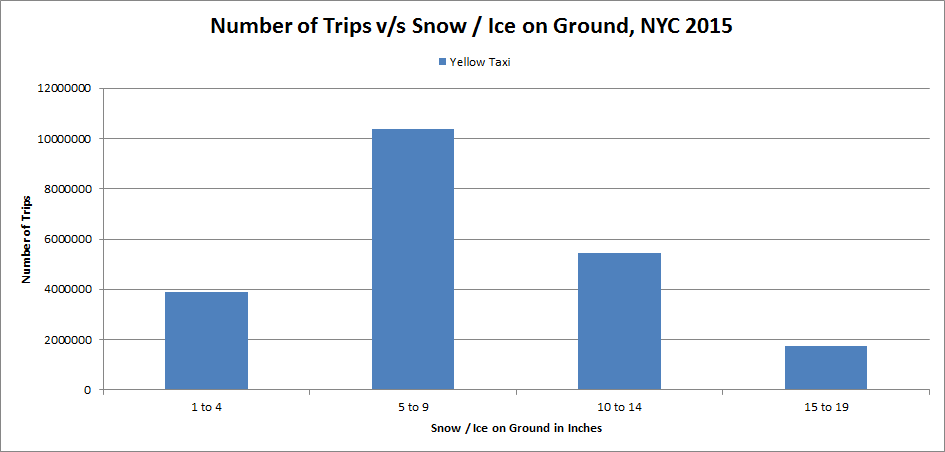 Number of Trips v/s Snow / Ice on Ground, NYC 2015
Yellow Taxi
12000000
10000000
8000000
6000000
4000000
2000000
0
Number of Trips
1 to 4
5 to 9
10 to 14
15 to 19
Snow / Ice on Ground in Inches